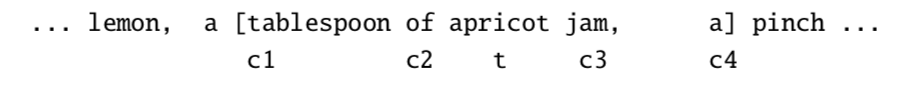 ... lemon, a [tablespoon of apricot jam, a] pinch ...
c1 c2 t c3 c4